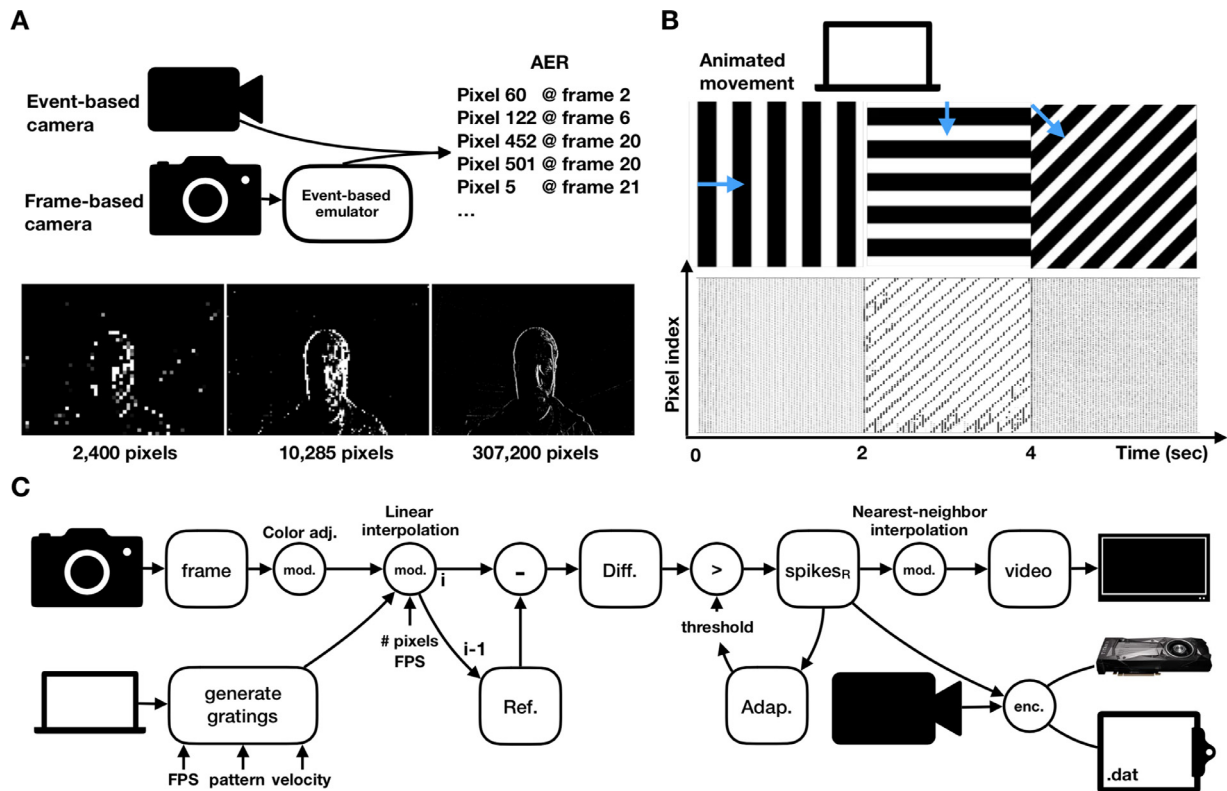 A
Event-based
camera
Frame-based
camera
Event-based
emulator
AER
Pixel 60 @ frame 2
Pixel 122 @ frame 6
Pixel 452 @ frame 20
Pixel 501 @ frame 20
Pixel 5 @ frame 21
...
2,400 pixels
10,285 pixels
307,200 pixels
B
Animated
movement
Pixel index
0
2
4
Time (sec)
C
frame
Color adj.
mod.
Linear
interpolation
mod.
i
# pixels
FPS
i-1
-
Ref.
Diff.
>
threshold
Adap.
spikesR
Nearest-neighbor
interpolation
mod.
video
generate
gratings
FPS
pattern
velocity
enc.
.dat